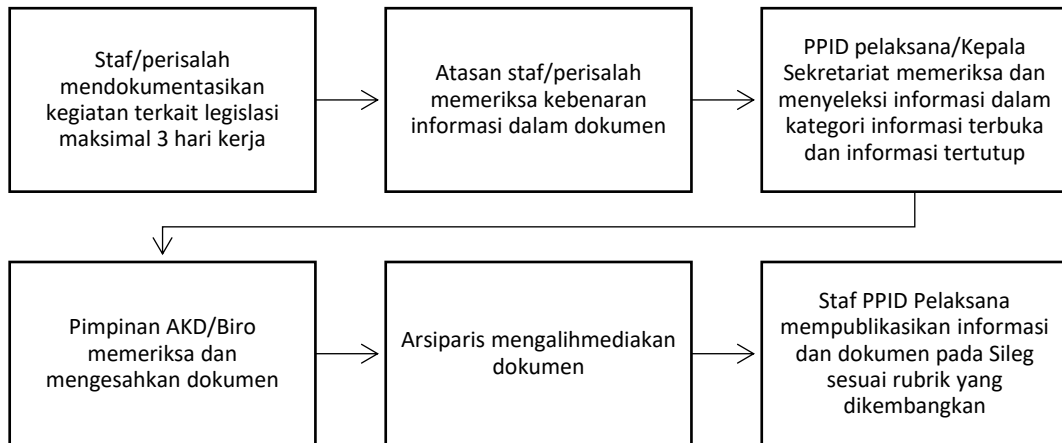 Staf/perisalah
mendokumentasikan
kegiatan terkait legislasi
maksimal 3 hari kerja
Atasan staf/perisalah
memeriksa kebenaran
informasi dalam dokumen
PPID pelaksana/Kepala
Sekretariat memeriksa dan
menyeleksi informasi dalam
kategori informasi terbuka
dan informasi tertutup
Pimpinan AKD/Biro
memeriksa dan
mengesahkan dokumen
Arsiparis mengalihmediakan
dokumen
Staf PPID Pelaksana
mempublikasikan informasi
dan dokumen pada Sileg
sesuai rubrik yang
dikembangkan